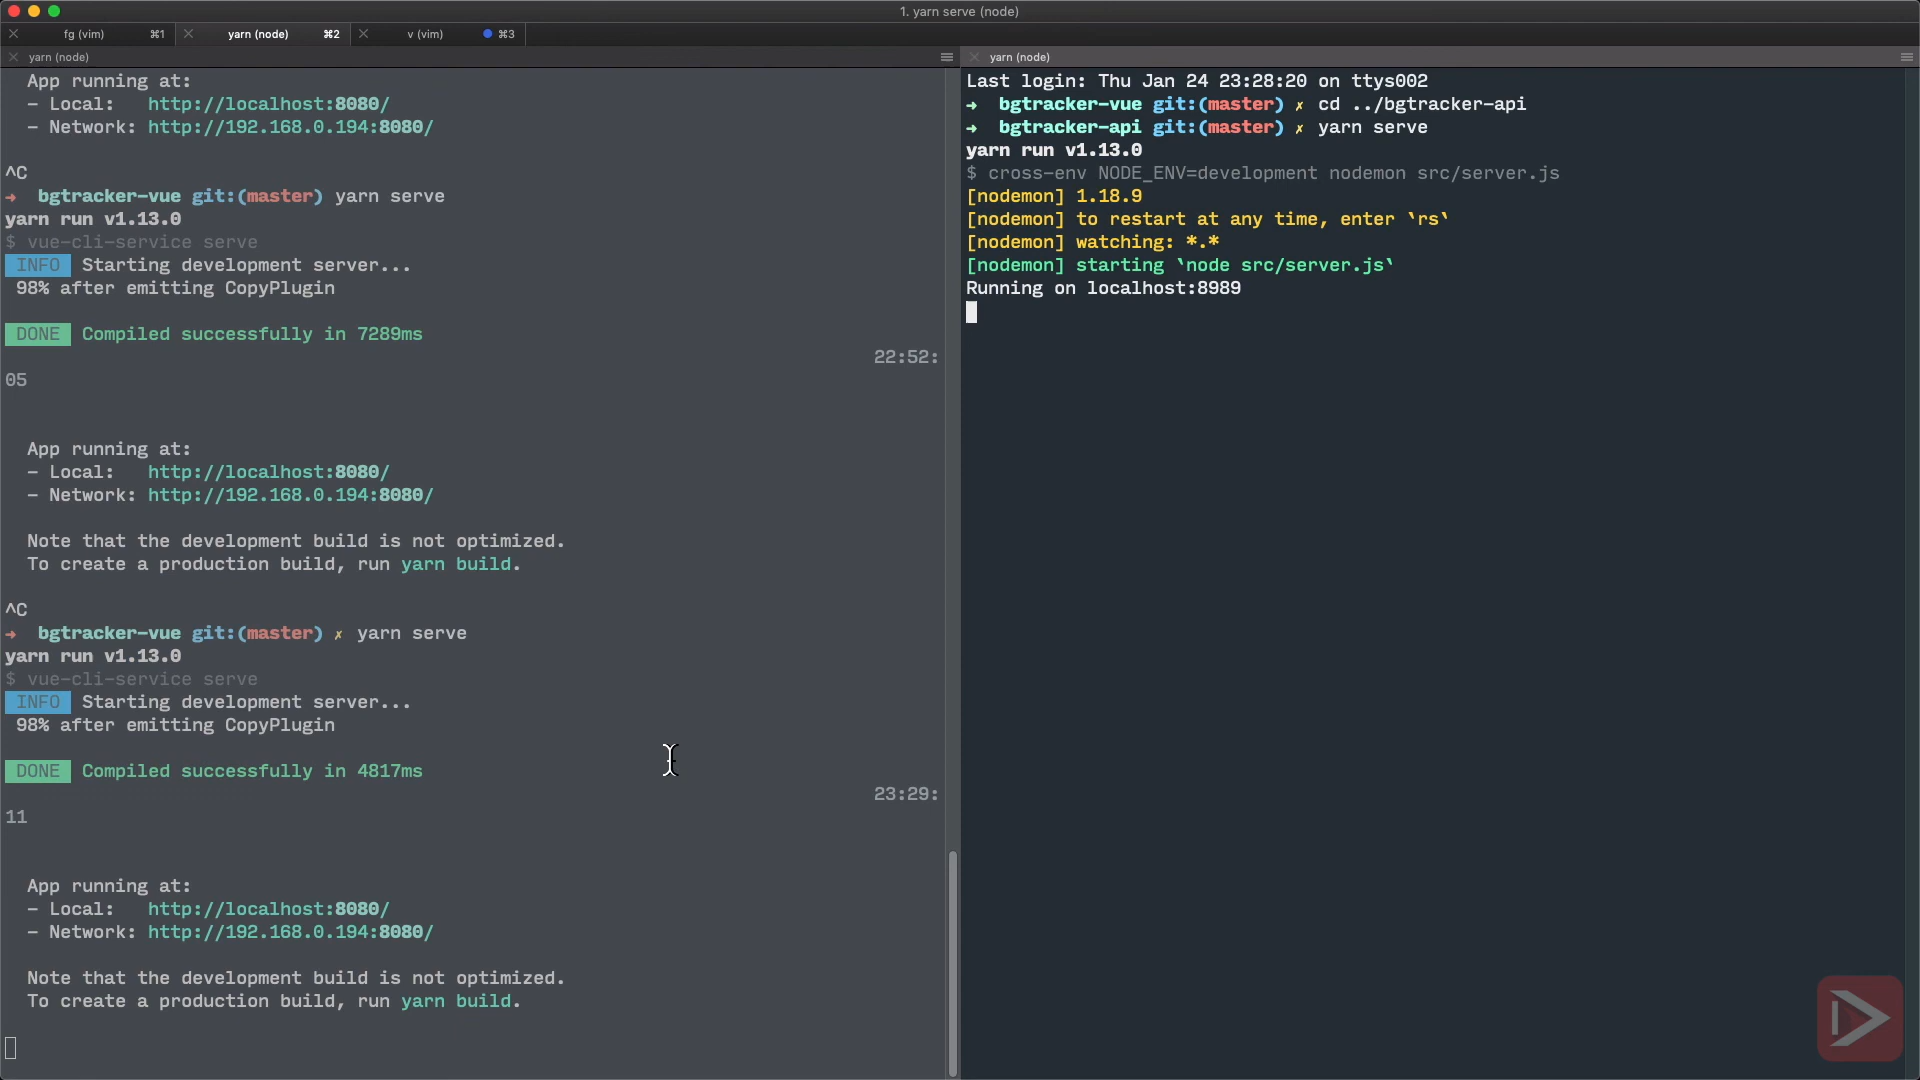 1. yarn serve (node)
fg (vim) ⌘1
yarn (node) ⌘2
v (vim) ⌘3
yarn (node)
App running at:
– Local: http://localhost:8080/
– Network: http://192.168.0.194:8080/
^C
→ bgtracker-vue git:(master) yarn serve
yarn run v1.13.0
$ vue-cli-service serve
INFO Starting development server...
98% after emitting CopyPlugin
DONE Compiled successfully in 7289ms
22:52:
05
App running at:
– Local: http://localhost:8080/
– Network: http://192.168.0.194:8080/
Note that the development build is not optimized.
To create a production build, run yarn build.
^C
→ bgtracker-vue git:(master) ✗ yarn serve
yarn run v1.13.0
$ vue-cli-service serve
INFO Starting development server...
98% after emitting CopyPlugin
DONE Compiled successfully in 4817ms
23:29:
11
App running at:
– Local: http://localhost:8080/
– Network: http://192.168.0.194:8080/
Note that the development build is not optimized.
To create a production build, run yarn build.
yarn (node)
Last login: Thu Jan 24 23:28:20 on ttys002
→ bgtracker-vue git:(master) ✗ cd ../bgtracker-api
→ bgtracker-api git:(master) ✗ yarn serve
yarn run v1.13.0
$ cross-env NODE_ENV=development nodemon src/server.js
[nodemon] 1.18.9
[nodemon] to restart at any time, enter `rs`
[nodemon] watching: *.*
[nodemon] starting `node src/server.js`
Running on localhost:8989